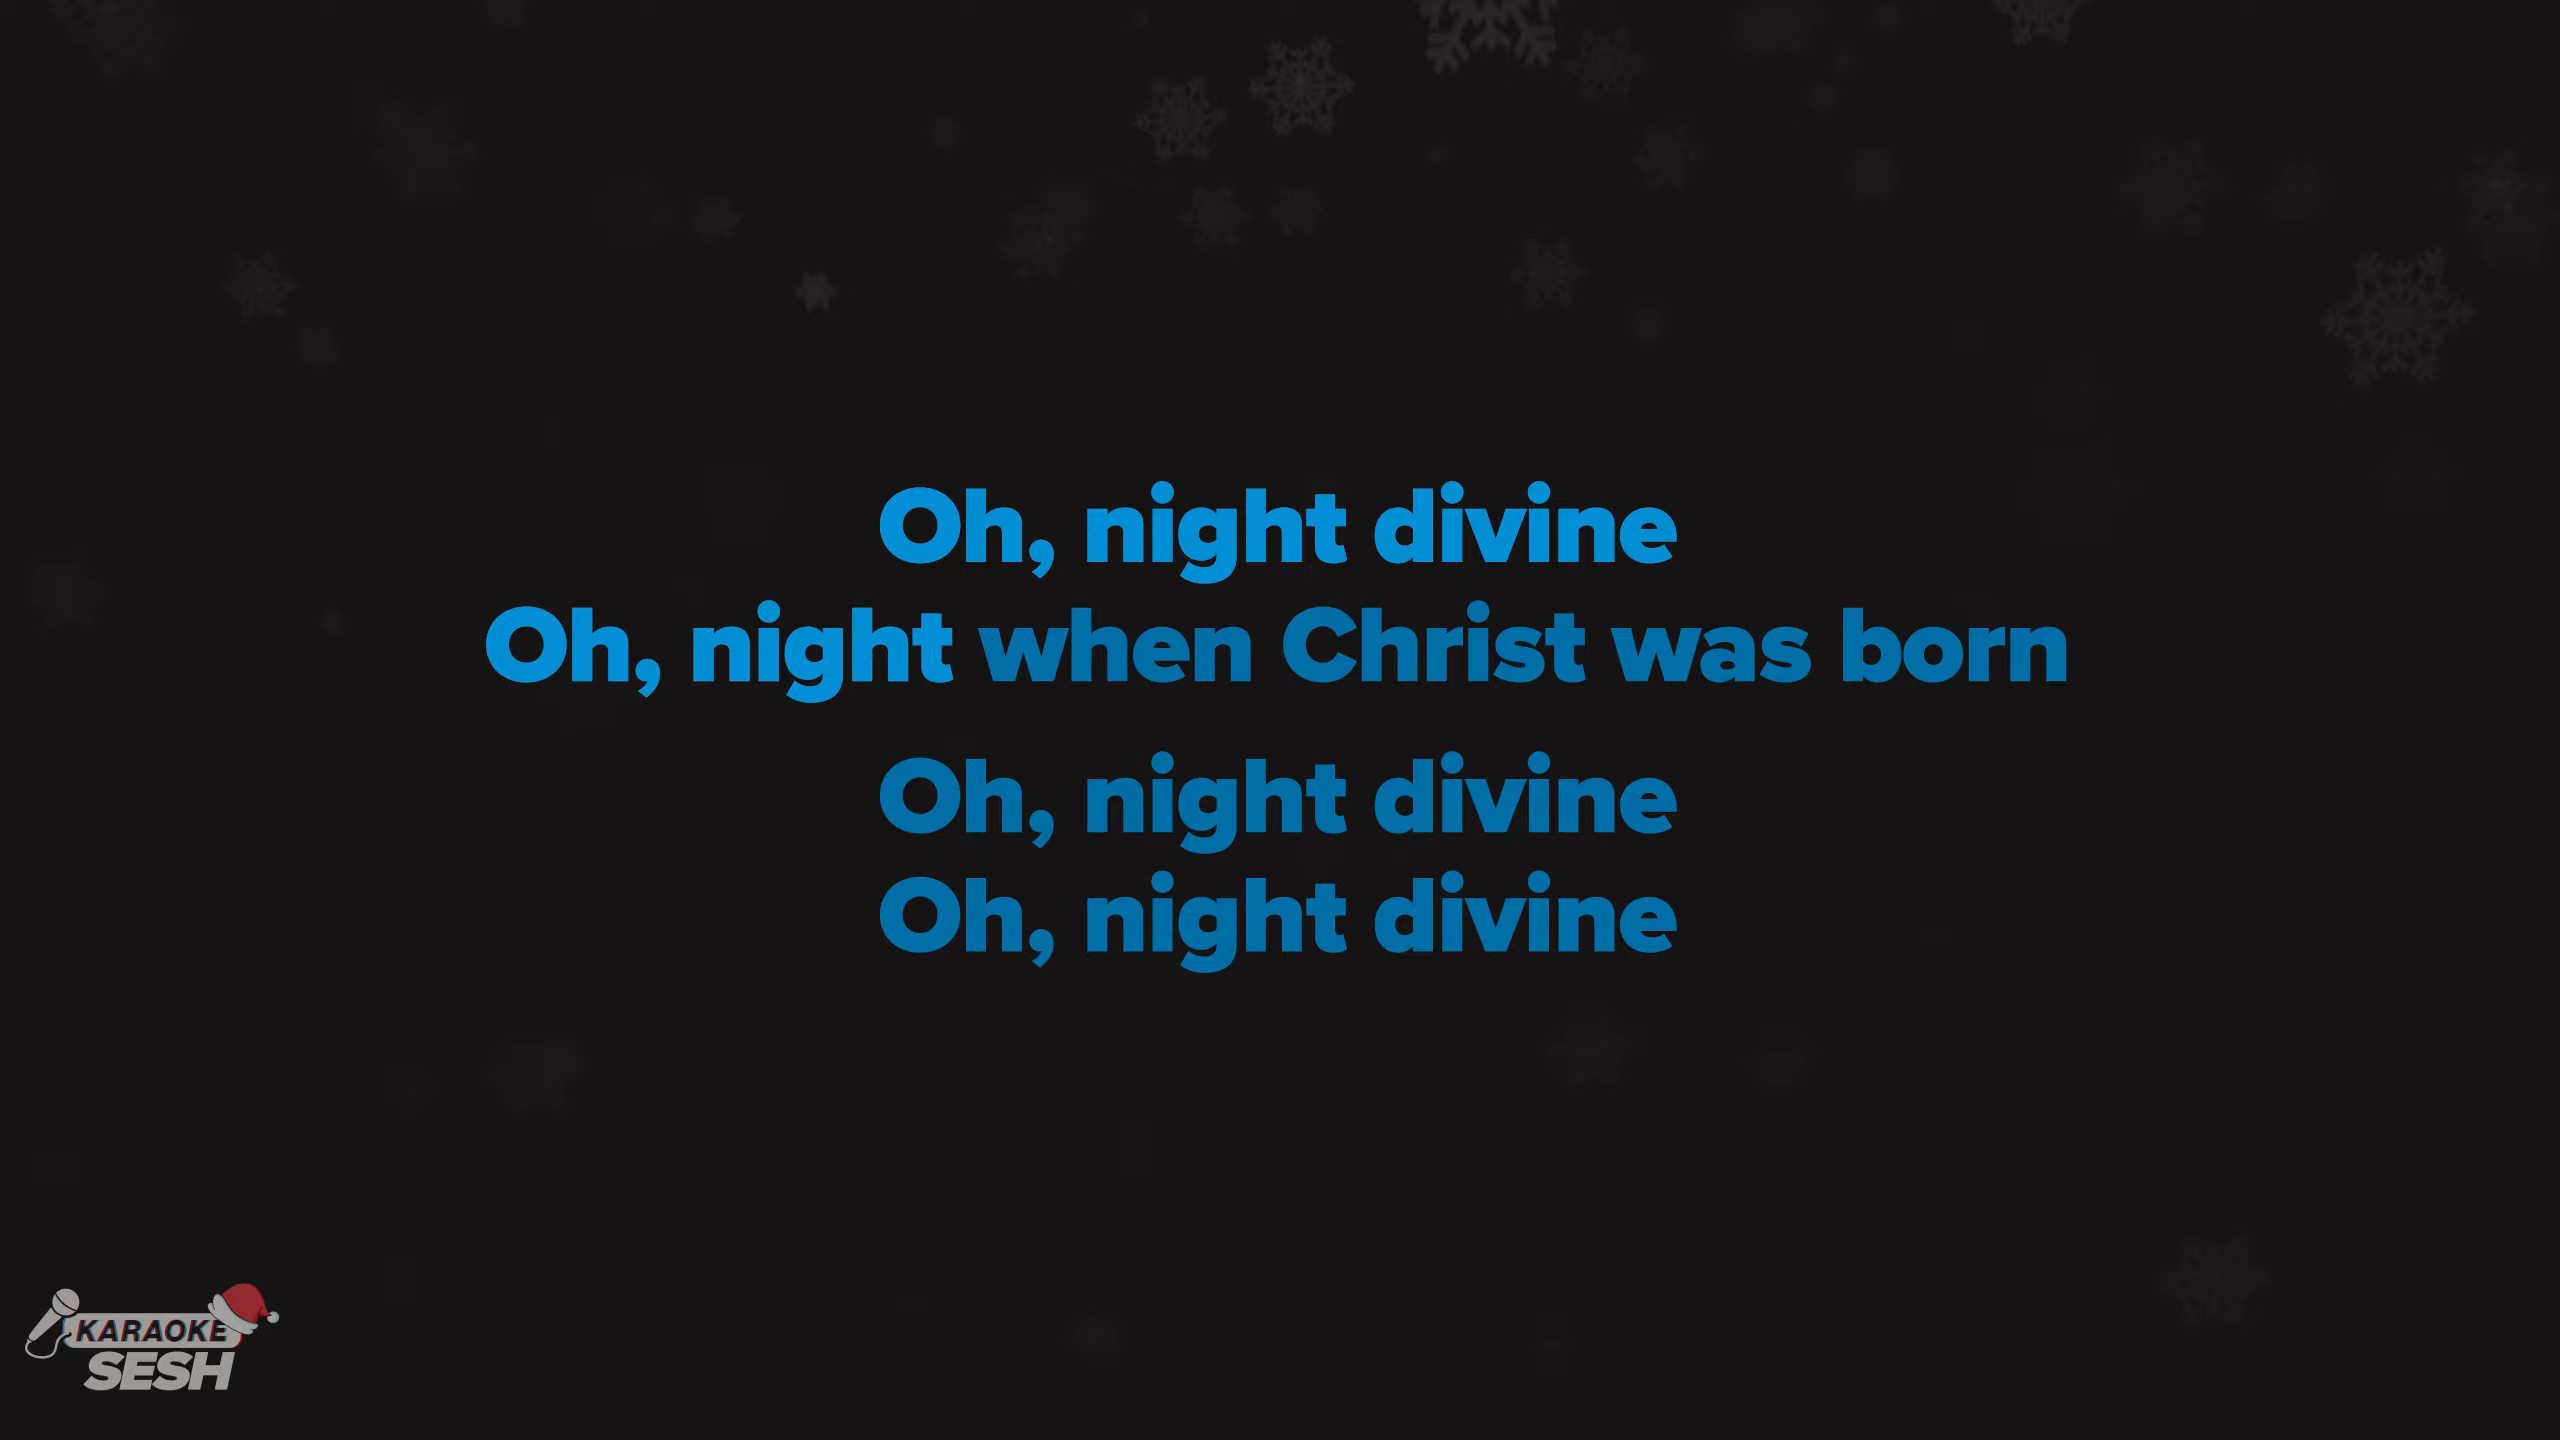 Oh, night divine
Oh, night when Christ was born
Oh, night divine
Oh, night divine
KARAOKE
SESH